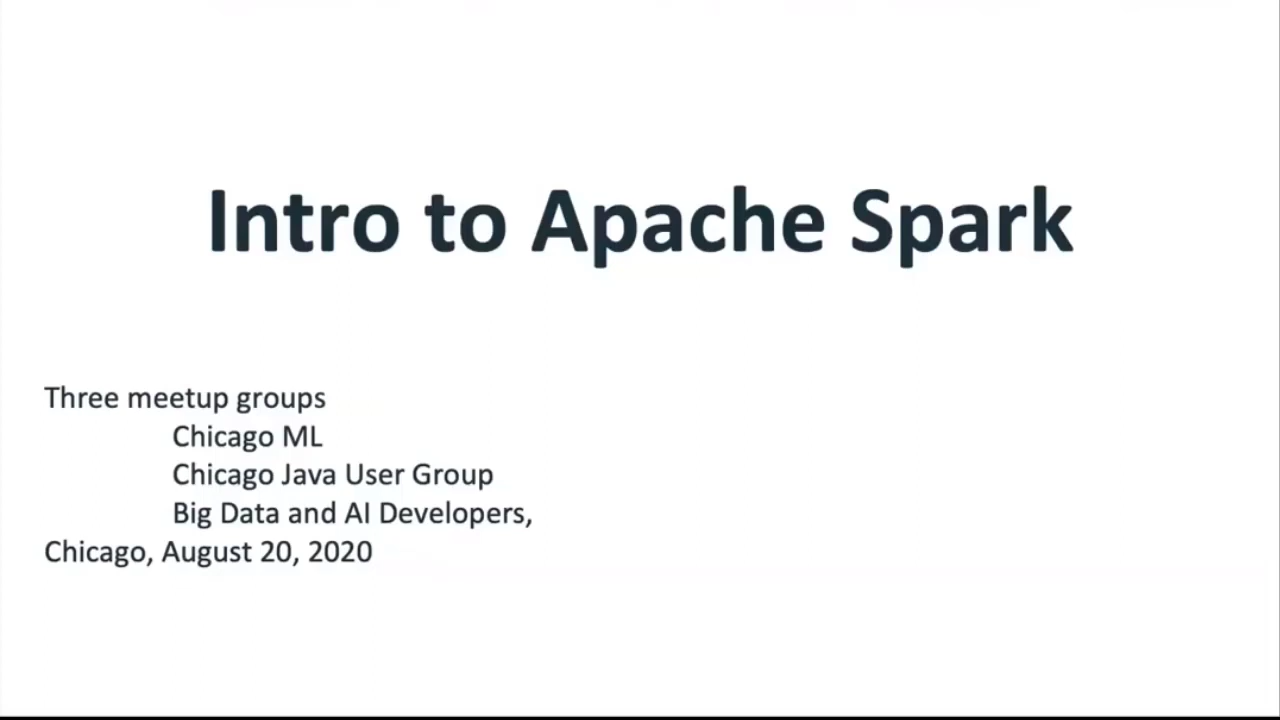 Intro to Apache Spark
Three meetup groups
Chicago ML
Chicago Java User Group
Big Data and AI Developers,
Chicago, August 20, 2020